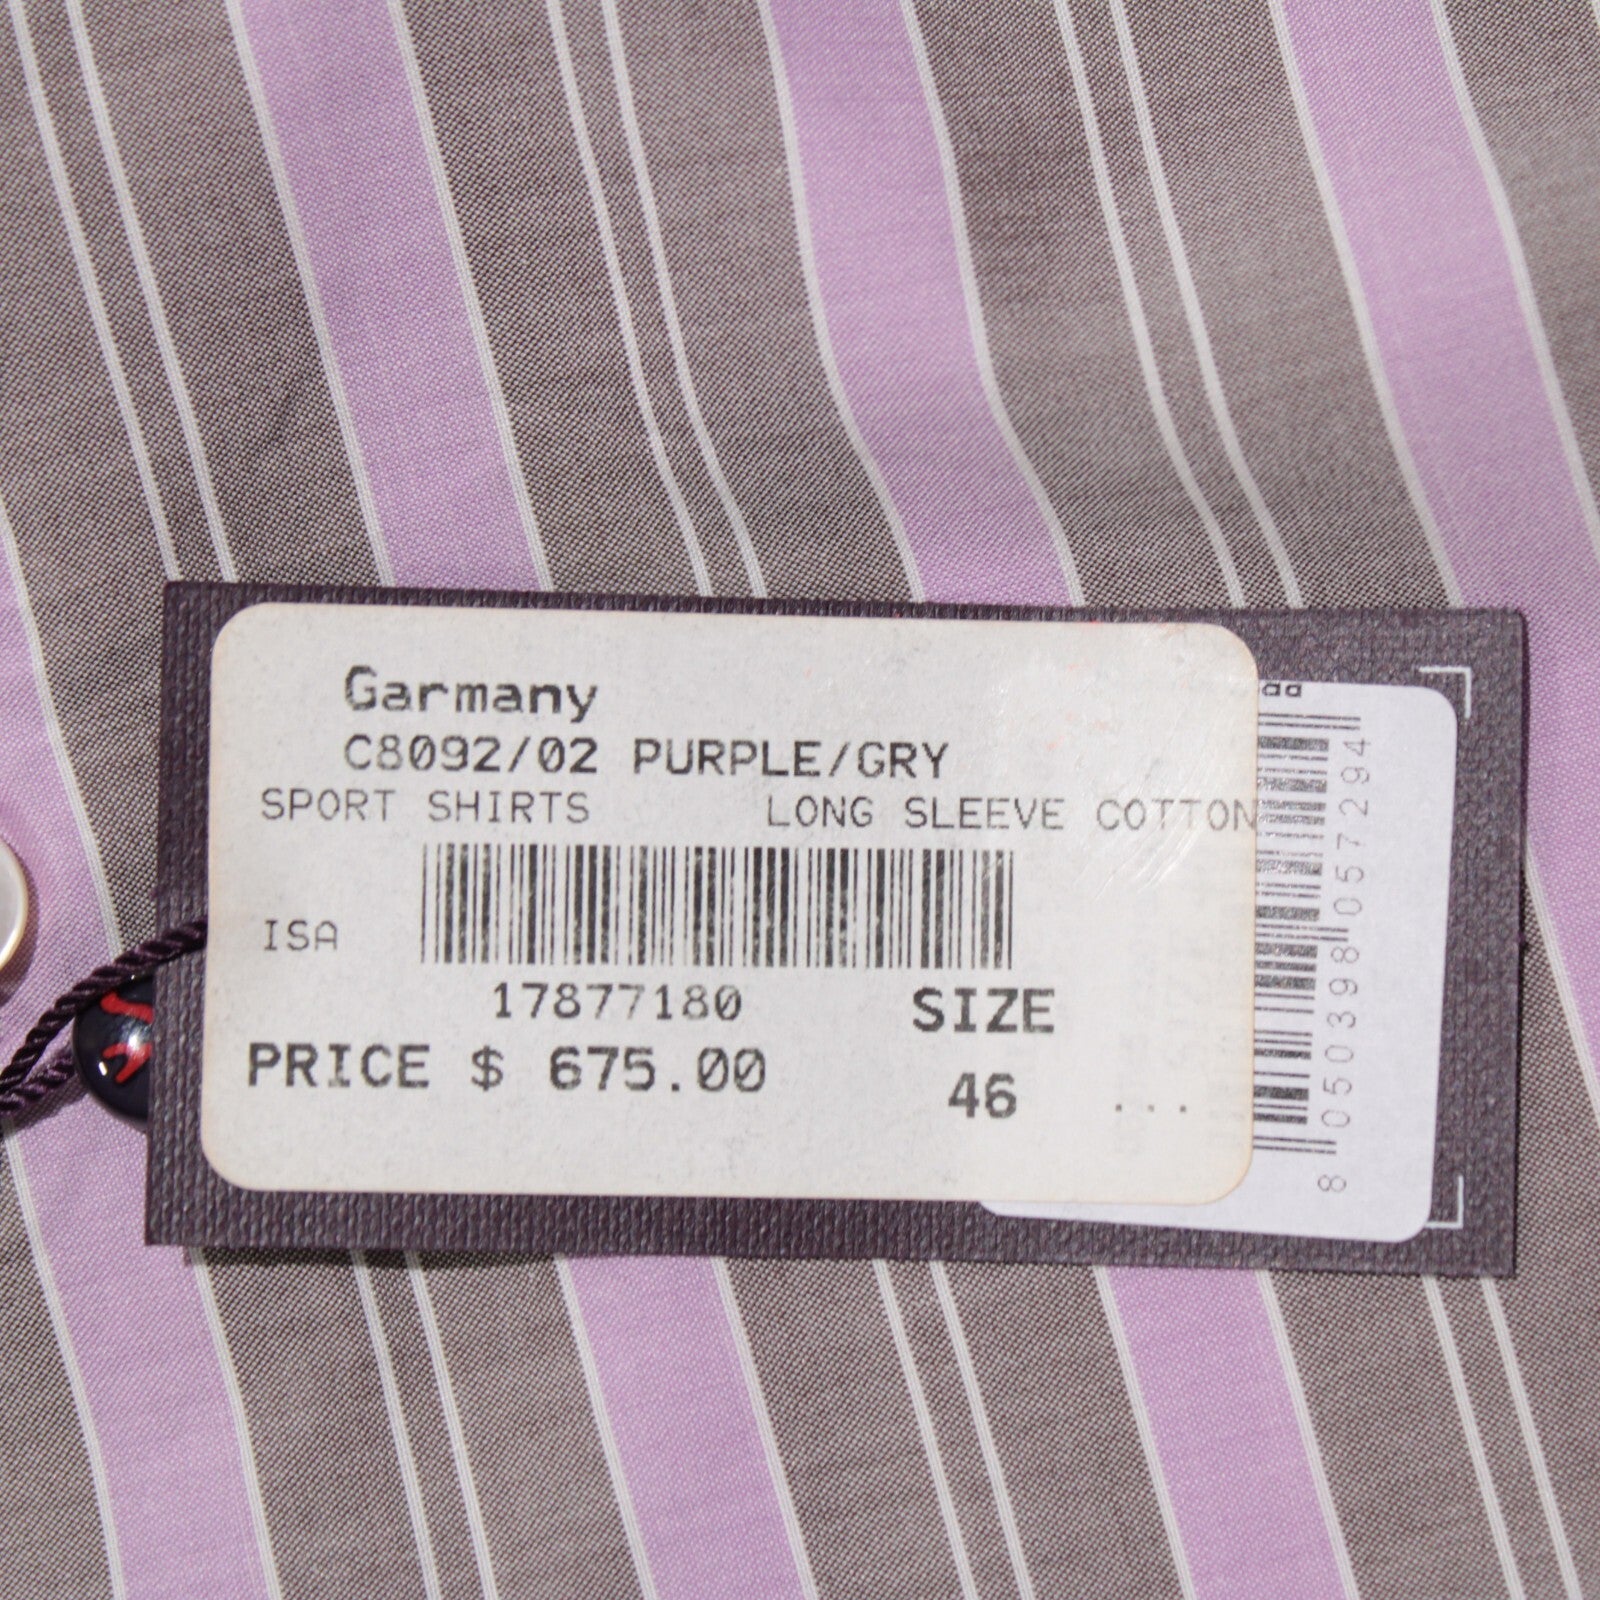 Garmany
C8092/02 PURPLE/GRY
SPORT SHIRTS LONG SLEEVE COTTON
ISA
17877180 SIZE
PRICE $ 675.00
46
...
8050398057294